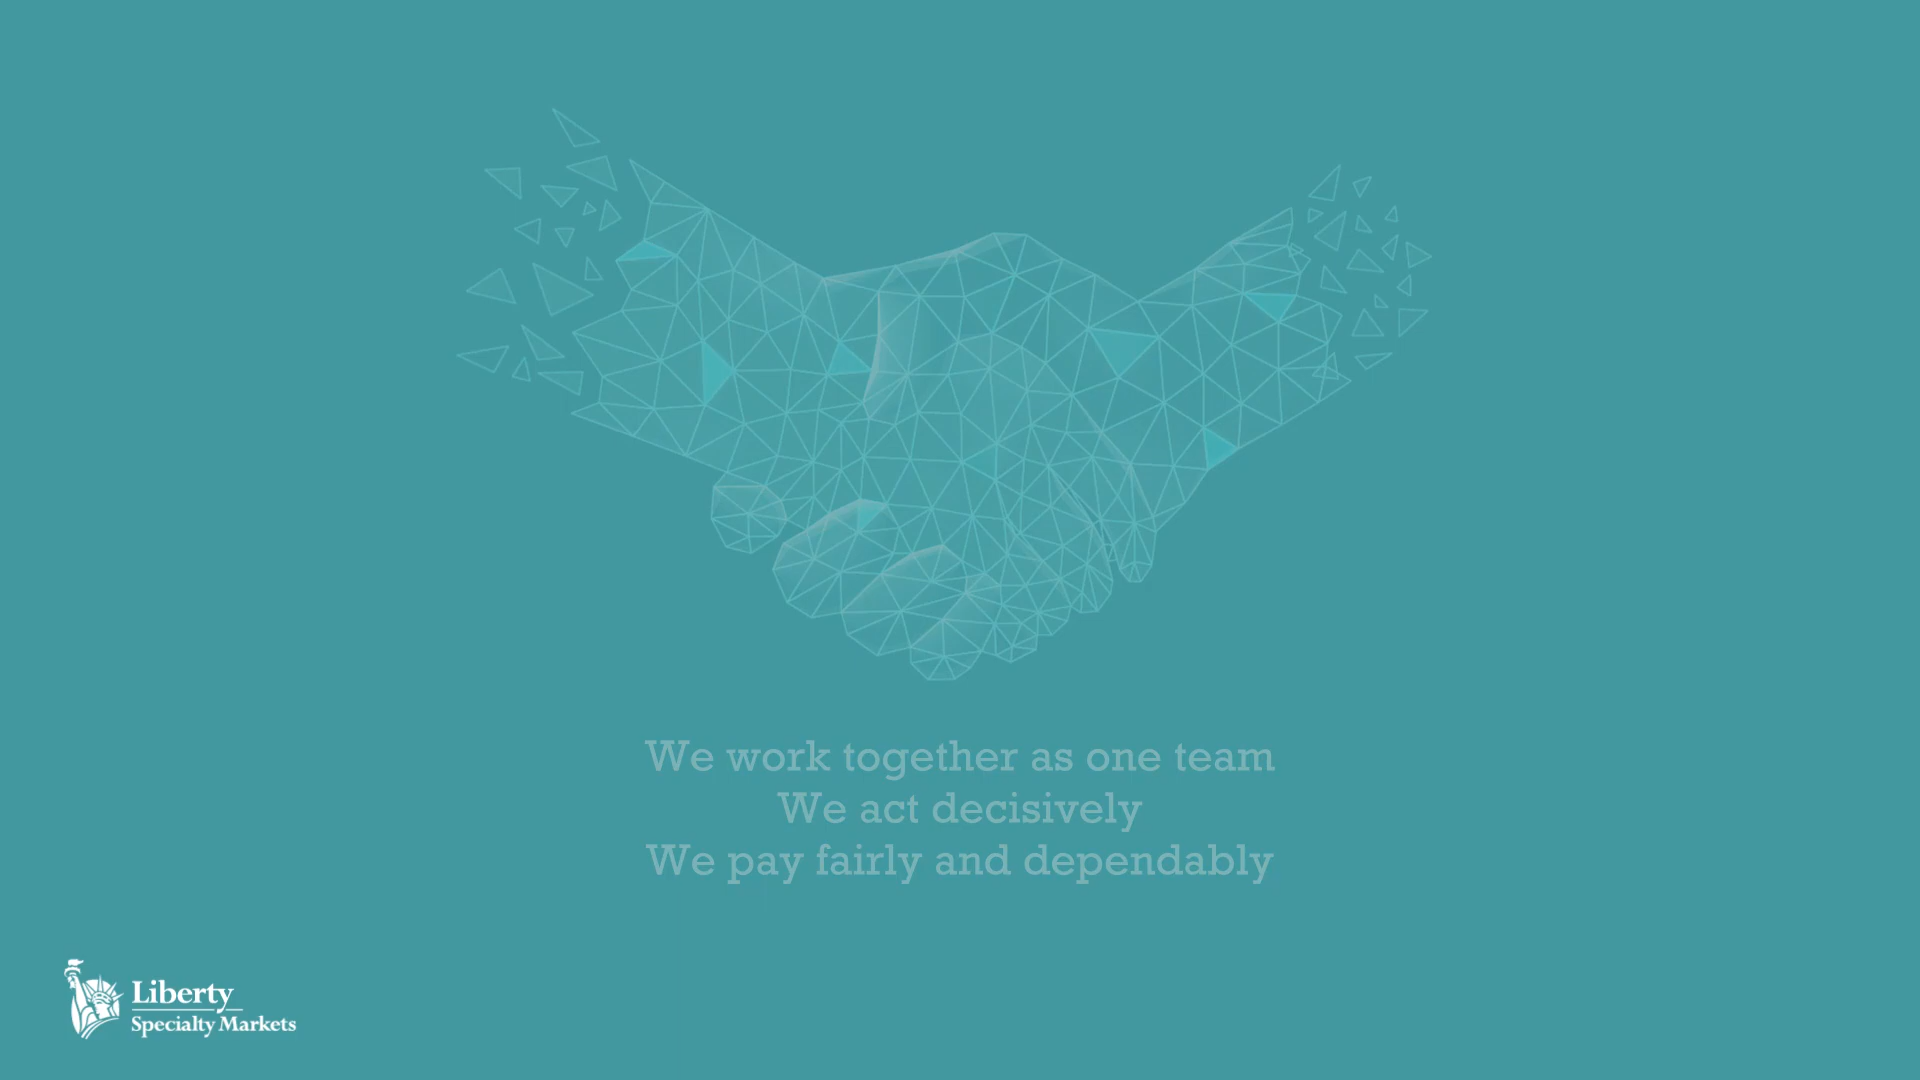 We work together as one team
We act decisively
We pay fairly and dependably
Liberty
Specialty Markets